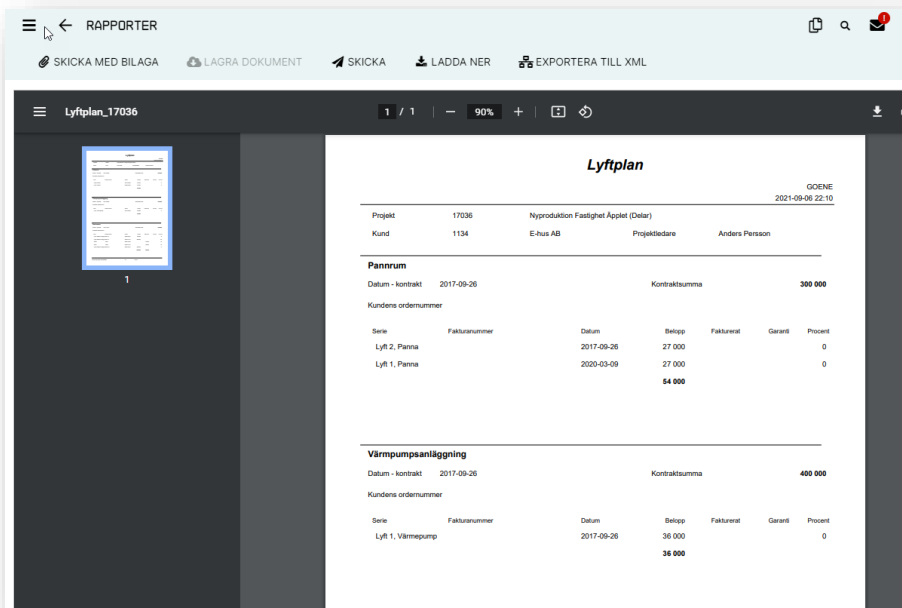 RAPPORTER
SKICKA MED BILAGA LAGRA DOKUMENT SKICKA LADDA NER EXPORTERA TILL XML
Lyftplan_17036 1 / 1 — 90% +
1
Lyftplan
GOENE
2021-09-06 22:10
Projekt 17036 Nyproduktion Fastighet Äpplet (Delar)
Kund 1134 E-hus AB Projektledare Anders Persson
Pannrum
Datum - kontrakt 2017-09-26 Kontraktsumma 300 000
Kundens ordernummer
Serie Fakturanummer Datum Belopp Fakturerat Garanti Procent
Lyft 2, Panna 2017-09-26 27 000 0
Lyft 1, Panna 2020-03-09 27 000 0
54 000
Värmpumpsanläggning
Datum - kontrakt 2017-09-26 Kontraktsumma 400 000
Kundens ordernummer
Serie Fakturanummer Datum Belopp Fakturerat Garanti Procent
Lyft 1, Värmepump 2017-09-26 36 000 0
36 000